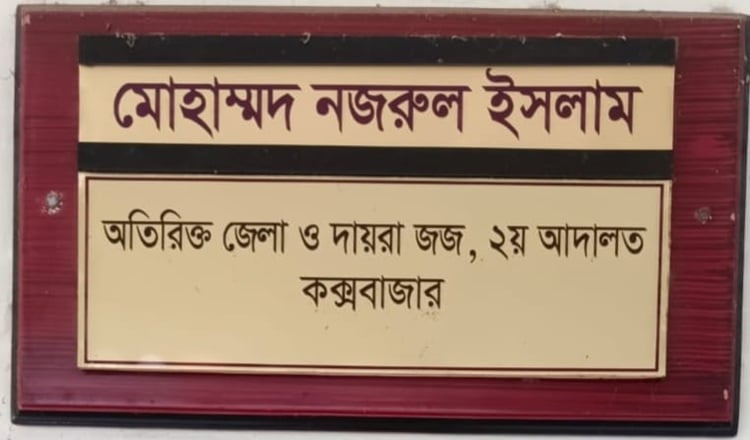 মোহাম্মদ নজরুল ইসলাম
অতিরিক্ত জেলা ও দায়রা জজ, ২য় আদালত
কক্সবাজার